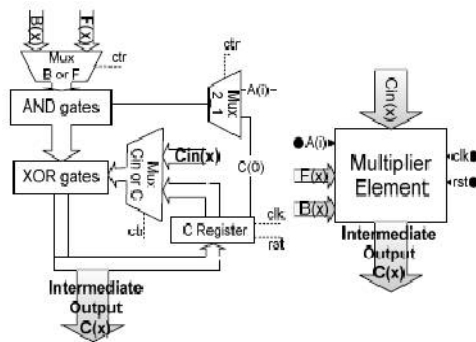 B(x)
F(x)
Mux
B or F
ctr
AND gates
XOR gates
ctr
Mux
2 1
A(i)
Mux
Cin or C
Cin(x)
C(0)
ctr
C Register
clk
rst
Intermediate
Output
C(x)
Cin(x)
A(i)
F(x)
B(x)
Multiplier
Element
clk
rst
Intermediate
Output
C(x)